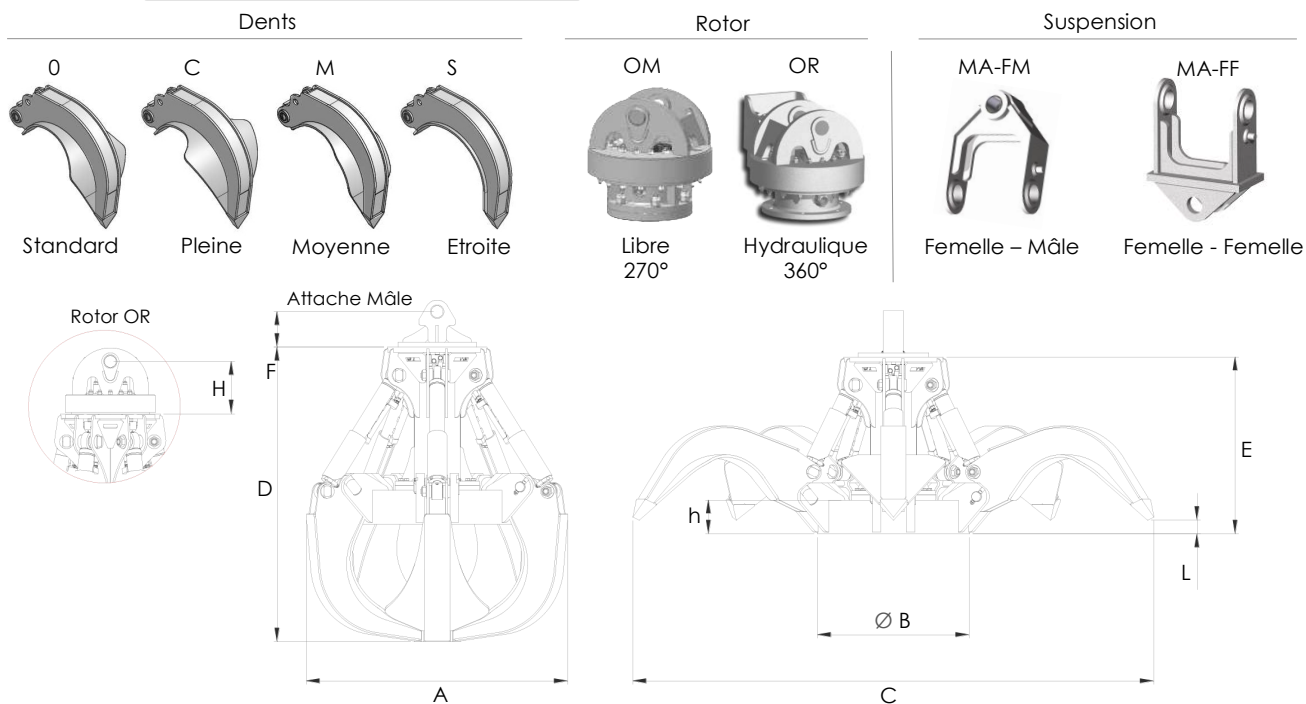 Dents
Rotor
Suspension
0 C M S
OM OR
MA-FM MA-FF
Standard Pleine Moyenne Etroite
Libre
270°
Hydraulique
360°
Femelle – Mâle
Femelle - Femelle
Rotor OR
H
Attache Mâle
F
D
A
E
h
L
Ø B
C